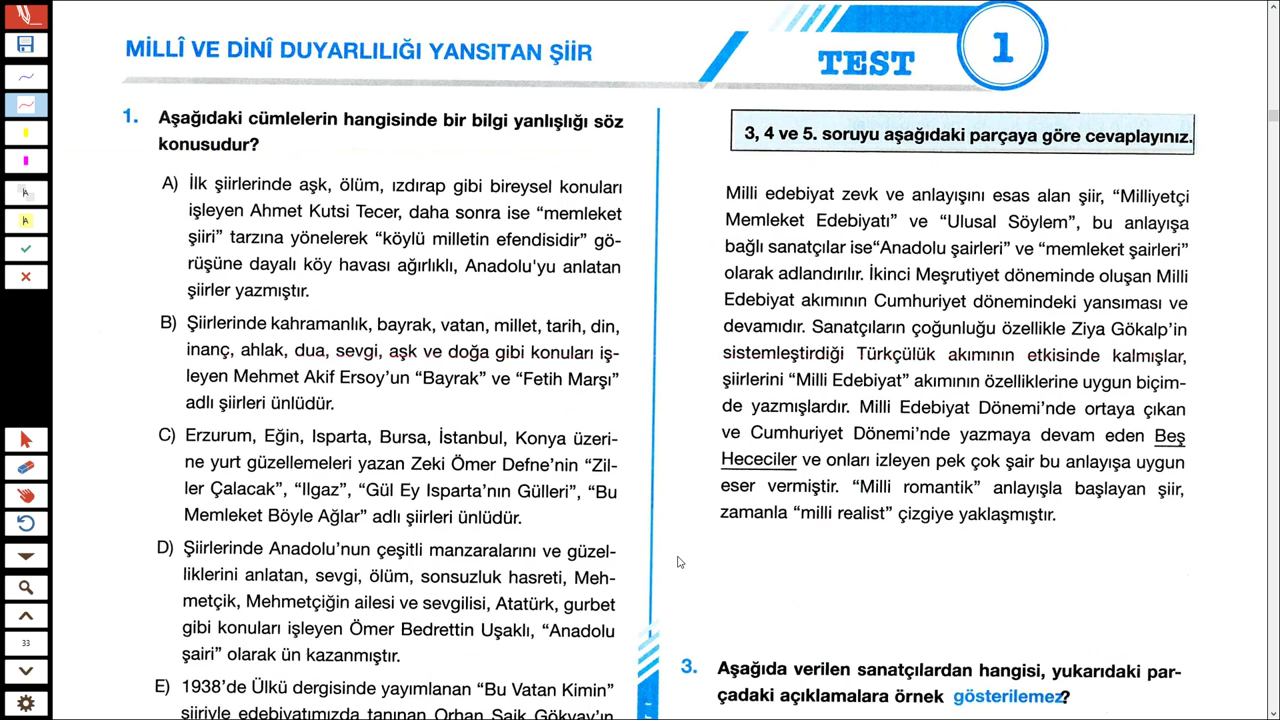 MİLLÎ VE DİNÎ DUYARLILIĞI YANSITAN ŞİİR
TEST
1
1. Aşağıdaki cümlelerin hangisinde bir bilgi yanlışlığı söz
konusudur?
A) İlk şiirlerinde aşk, ölüm, ızdırap gibi bireysel konuları
işleyen Ahmet Kutsi Tecer, daha sonra ise “memleket
şiiri” tarzına yönelerek “köylü milletin efendisidir” gö-
rüşüne dayalı köy havası ağırlıklı, Anadolu'yu anlatan
şiirler yazmıştır.
B) Şiirlerinde kahramanlık, bayrak, vatan, millet, tarih, din,
inanç, ahlak, dua, sevgi, aşk ve doğa gibi konuları iş-
leyen Mehmet Akif Ersoy’un “Bayrak” ve “Fetih Marşı”
adlı şiirleri ünlüdür.
C) Erzurum, Eğin, Isparta, Bursa, İstanbul, Konya üzeri-
ne yurt güzellemeleri yazan Zeki Ömer Defne’nin “Zil-
ler Çalacak”, “Ilgaz”, “Gül Ey Isparta’nın Gülleri”, “Bu
Memleket Böyle Ağlar” adlı şiirleri ünlüdür.
D) Şiirlerinde Anadolu’nun çeşitli manzaralarını ve güzel-
liklerini anlatan, sevgi, ölüm, sonsuzluk hasreti, Meh-
metçik, Mehmetçiğin ailesi ve sevgilisi, Atatürk, gurbet
gibi konuları işleyen Ömer Bedrettin Uşaklı, “Anadolu
şairi” olarak ün kazanmıştır.
E) 1938’de Ülkü dergisinde yayımlanan “Bu Vatan Kimin”
şiiriyle edebiyatımızda tanınan Orhan Şaik Gökyay’ın
3, 4 ve 5. soruyu aşağıdaki parçaya göre cevaplayınız.
Milli edebiyat zevk ve anlayışını esas alan şiir, “Milliyetçi
Memleket Edebiyatı” ve “Ulusal Söylem”, bu anlayışa
bağlı sanatçılar ise“Anadolu şairleri” ve “memleket şairleri”
olarak adlandırılır. İkinci Meşrutiyet döneminde oluşan Milli
Edebiyat akımının Cumhuriyet dönemindeki yansıması ve
devamıdır. Sanatçıların çoğunluğu özellikle Ziya Gökalp’in
sistemleştirdiği Türkçülük akımının etkisinde kalmışlar,
şiirlerini “Milli Edebiyat” akımının özelliklerine uygun biçim-
de yazmışlardır. Milli Edebiyat Dönemi’nde ortaya çıkan
ve Cumhuriyet Dönemi’nde yazmaya devam eden Beş
Hececiler ve onları izleyen pek çok şair bu anlayışa uygun
eser vermiştir. “Milli romantik” anlayışla başlayan şiir,
zamanla “milli realist” çizgiye yaklaşmıştır.
3. Aşağıda verilen sanatçılardan hangisi, yukarıdaki par-
çadaki açıklamalara örnek gösterilemez?
33